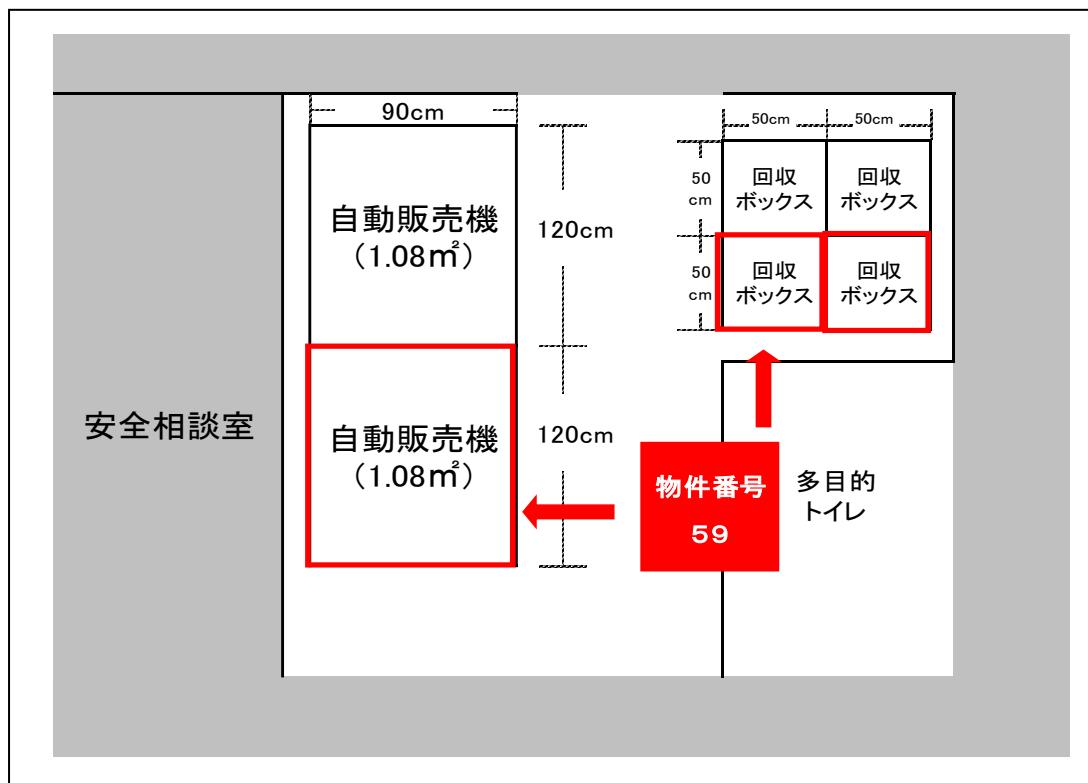 90cm
50cm
50cm
自動販売機
(1.08㎡)
120cm
50
cm
回収
ボックス
回収
ボックス
50
cm
回収
ボックス
回収
ボックス
安全相談室
自動販売機
(1.08㎡)
120cm
物件番号
59
多目的
トイレ